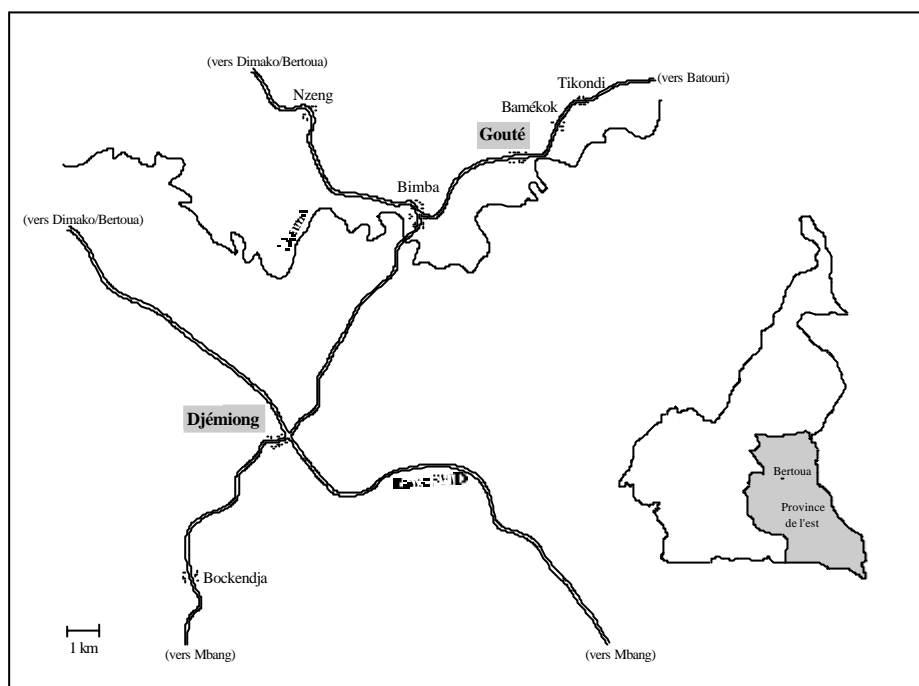 (vers Dimako/Bertoua)
Nzeng
Tikondi
(vers Batouri)
Bamékok
Gouté
Bimba
(vers Dimako/Bertoua)
Djémiong
Bertoua
Province
de l'est
Bockendja
1 km
(vers Mbang)
(vers Mbang)